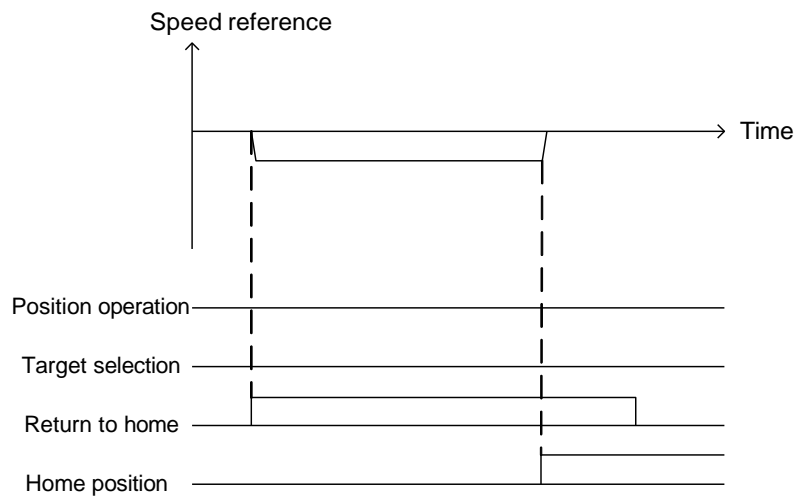 Speed reference
Time
Position operation
Target selection
Return to home
Home position